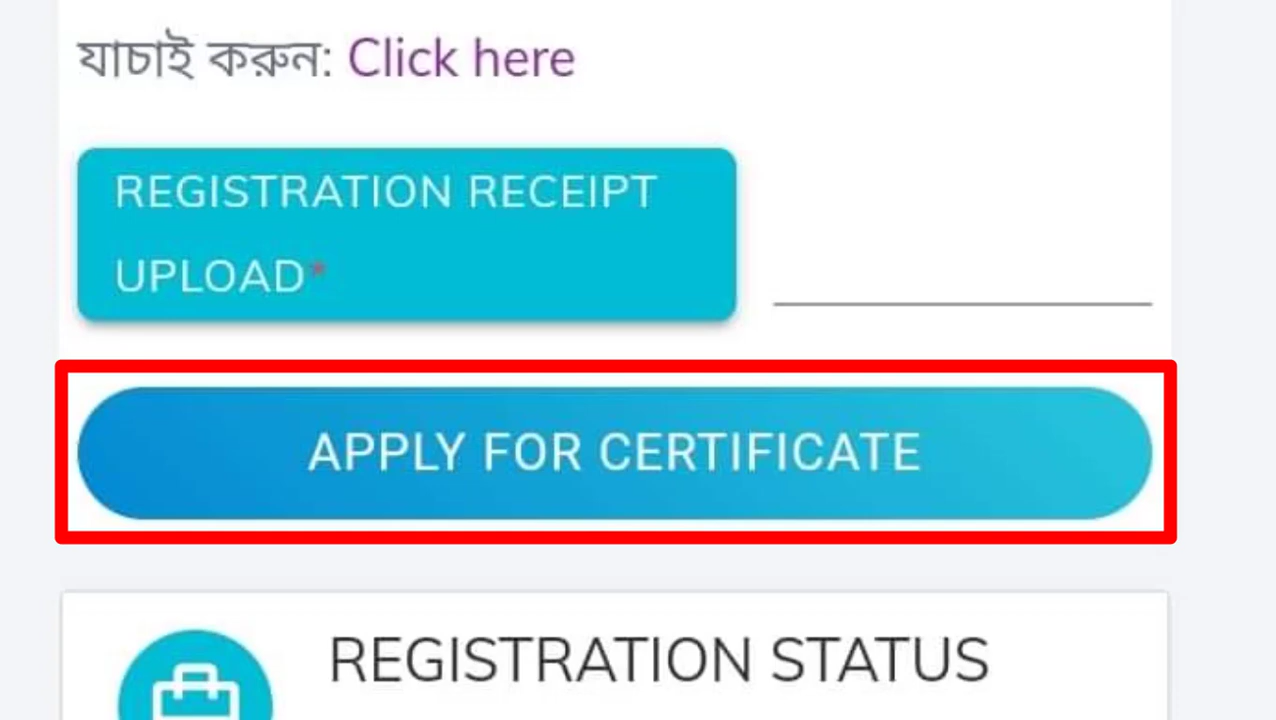 যাচাই করুন: Click here
REGISTRATION RECEIPT
UPLOAD*
APPLY FOR CERTIFICATE
REGISTRATION STATUS